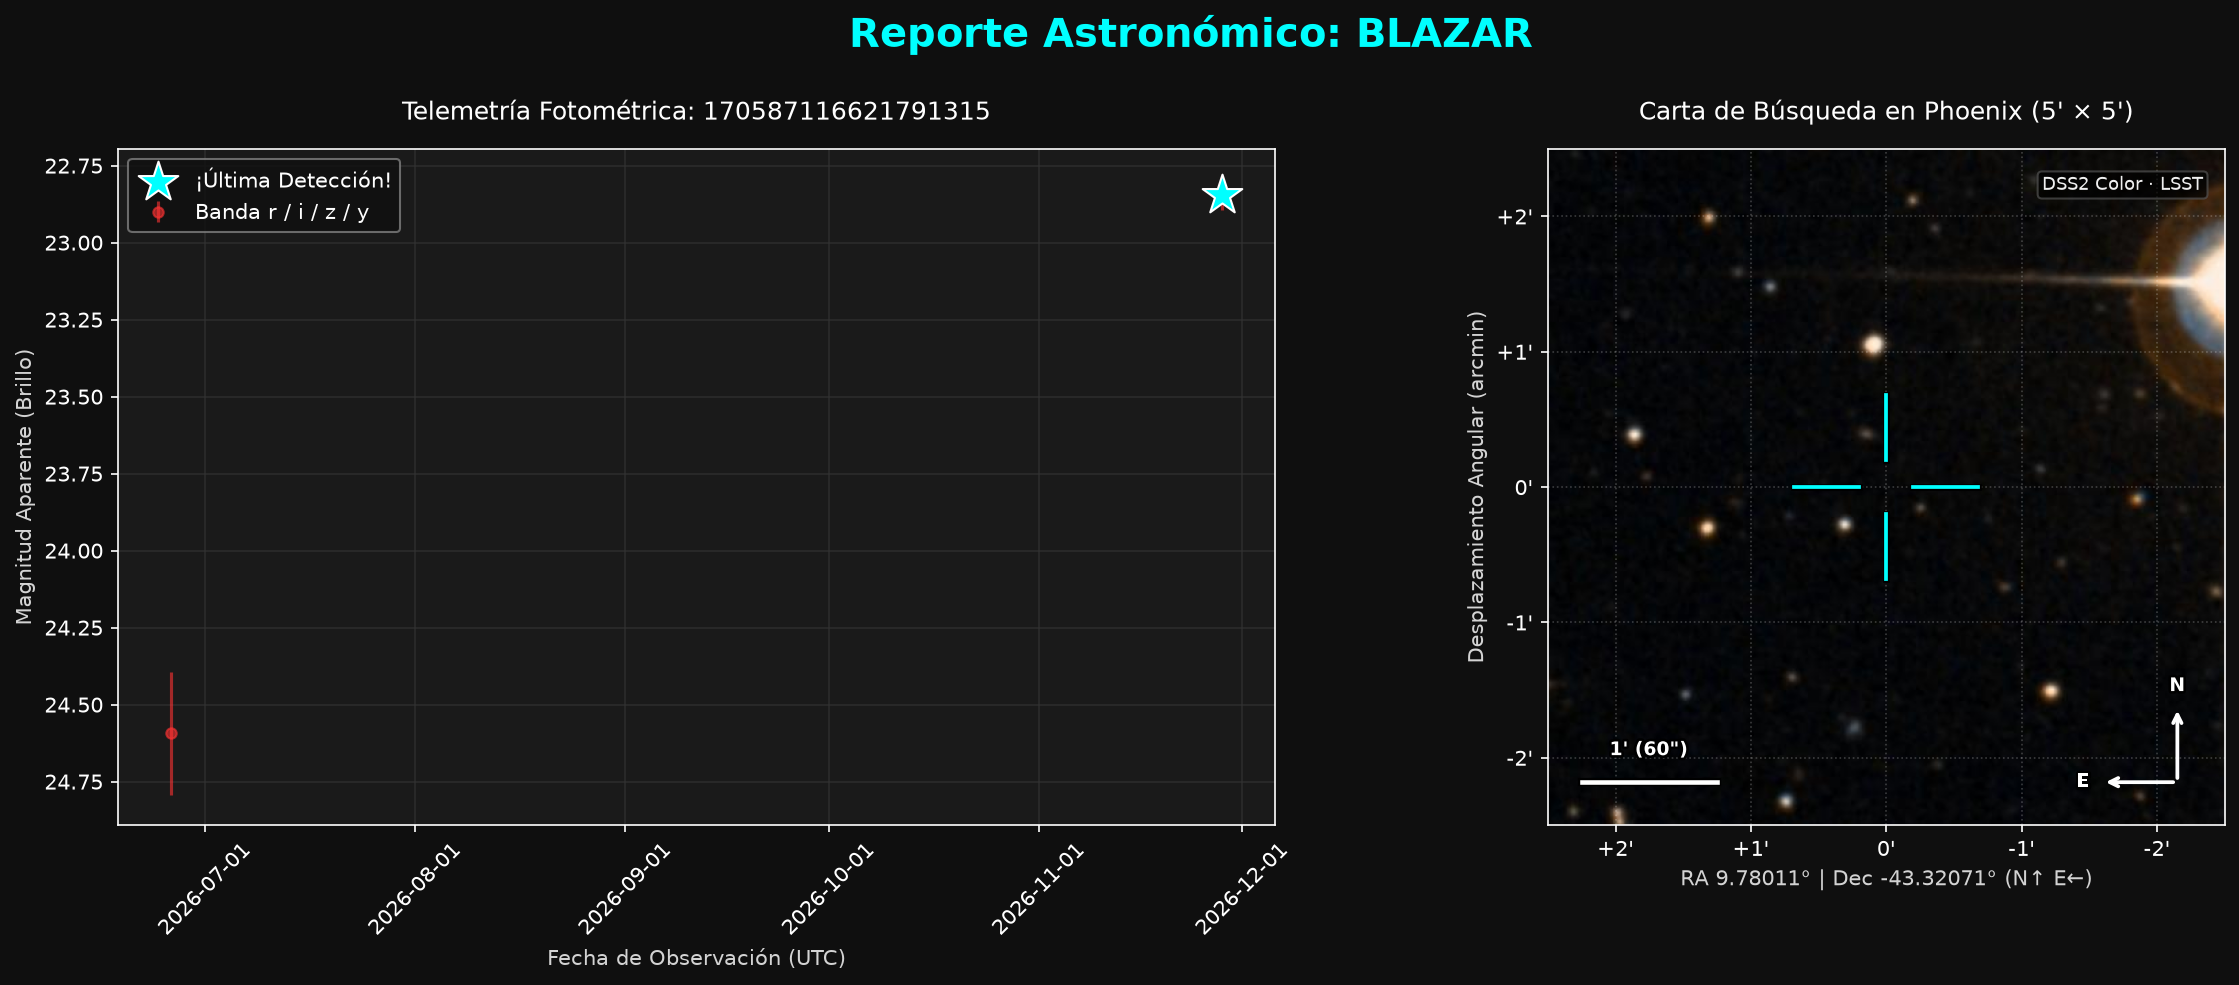 Reporte Astronómico: BLAZAR
Telemetría Fotométrica: 170587116621791315
¡Última Detección!
Banda r / i / z / y
Magnitud Aparente (Brillo)
22.75
23.00
23.25
23.50
23.75
24.00
24.25
24.50
24.75
2026-07-01
2026-08-01
2026-09-01
2026-10-01
2026-11-01
2026-12-01
Fecha de Observación (UTC)
Carta de Búsqueda en Phoenix (5' × 5')
DSS2 Color · LSST
Desplazamiento Angular (arcmin)
+2'
+1'
0'
-1'
-2'
1' (60")
N
E
+2'
+1'
0'
-1'
-2'
RA 9.78011° | Dec -43.32071° (N↑ E←)